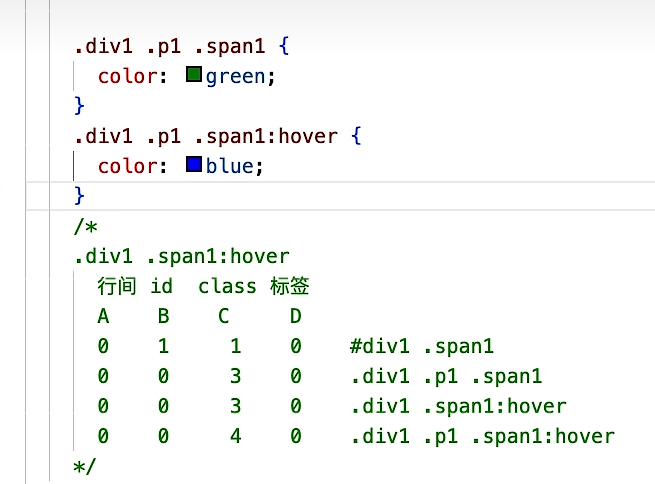 .div1 .p1 .span1 {
color: green;
}
.div1 .p1 .span1:hover {
color: blue;
}
/*
.div1 .span1:hover
行间 id class 标签
A B C D
0 1 1 0 #div1 .span1
0 0 3 0 .div1 .p1 .span1
0 0 3 0 .div1 .span1:hover
0 0 4 0 .div1 .p1 .span1:hover
*/